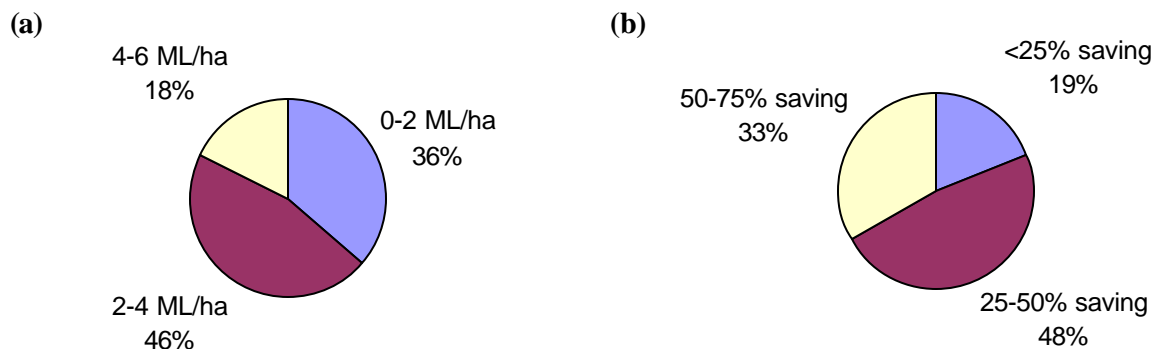 (a)
4-6 ML/ha
18%
0-2 ML/ha
36%
2-4 ML/ha
46%
(b)
<25% saving
19%
50-75% saving
33%
25-50% saving
48%